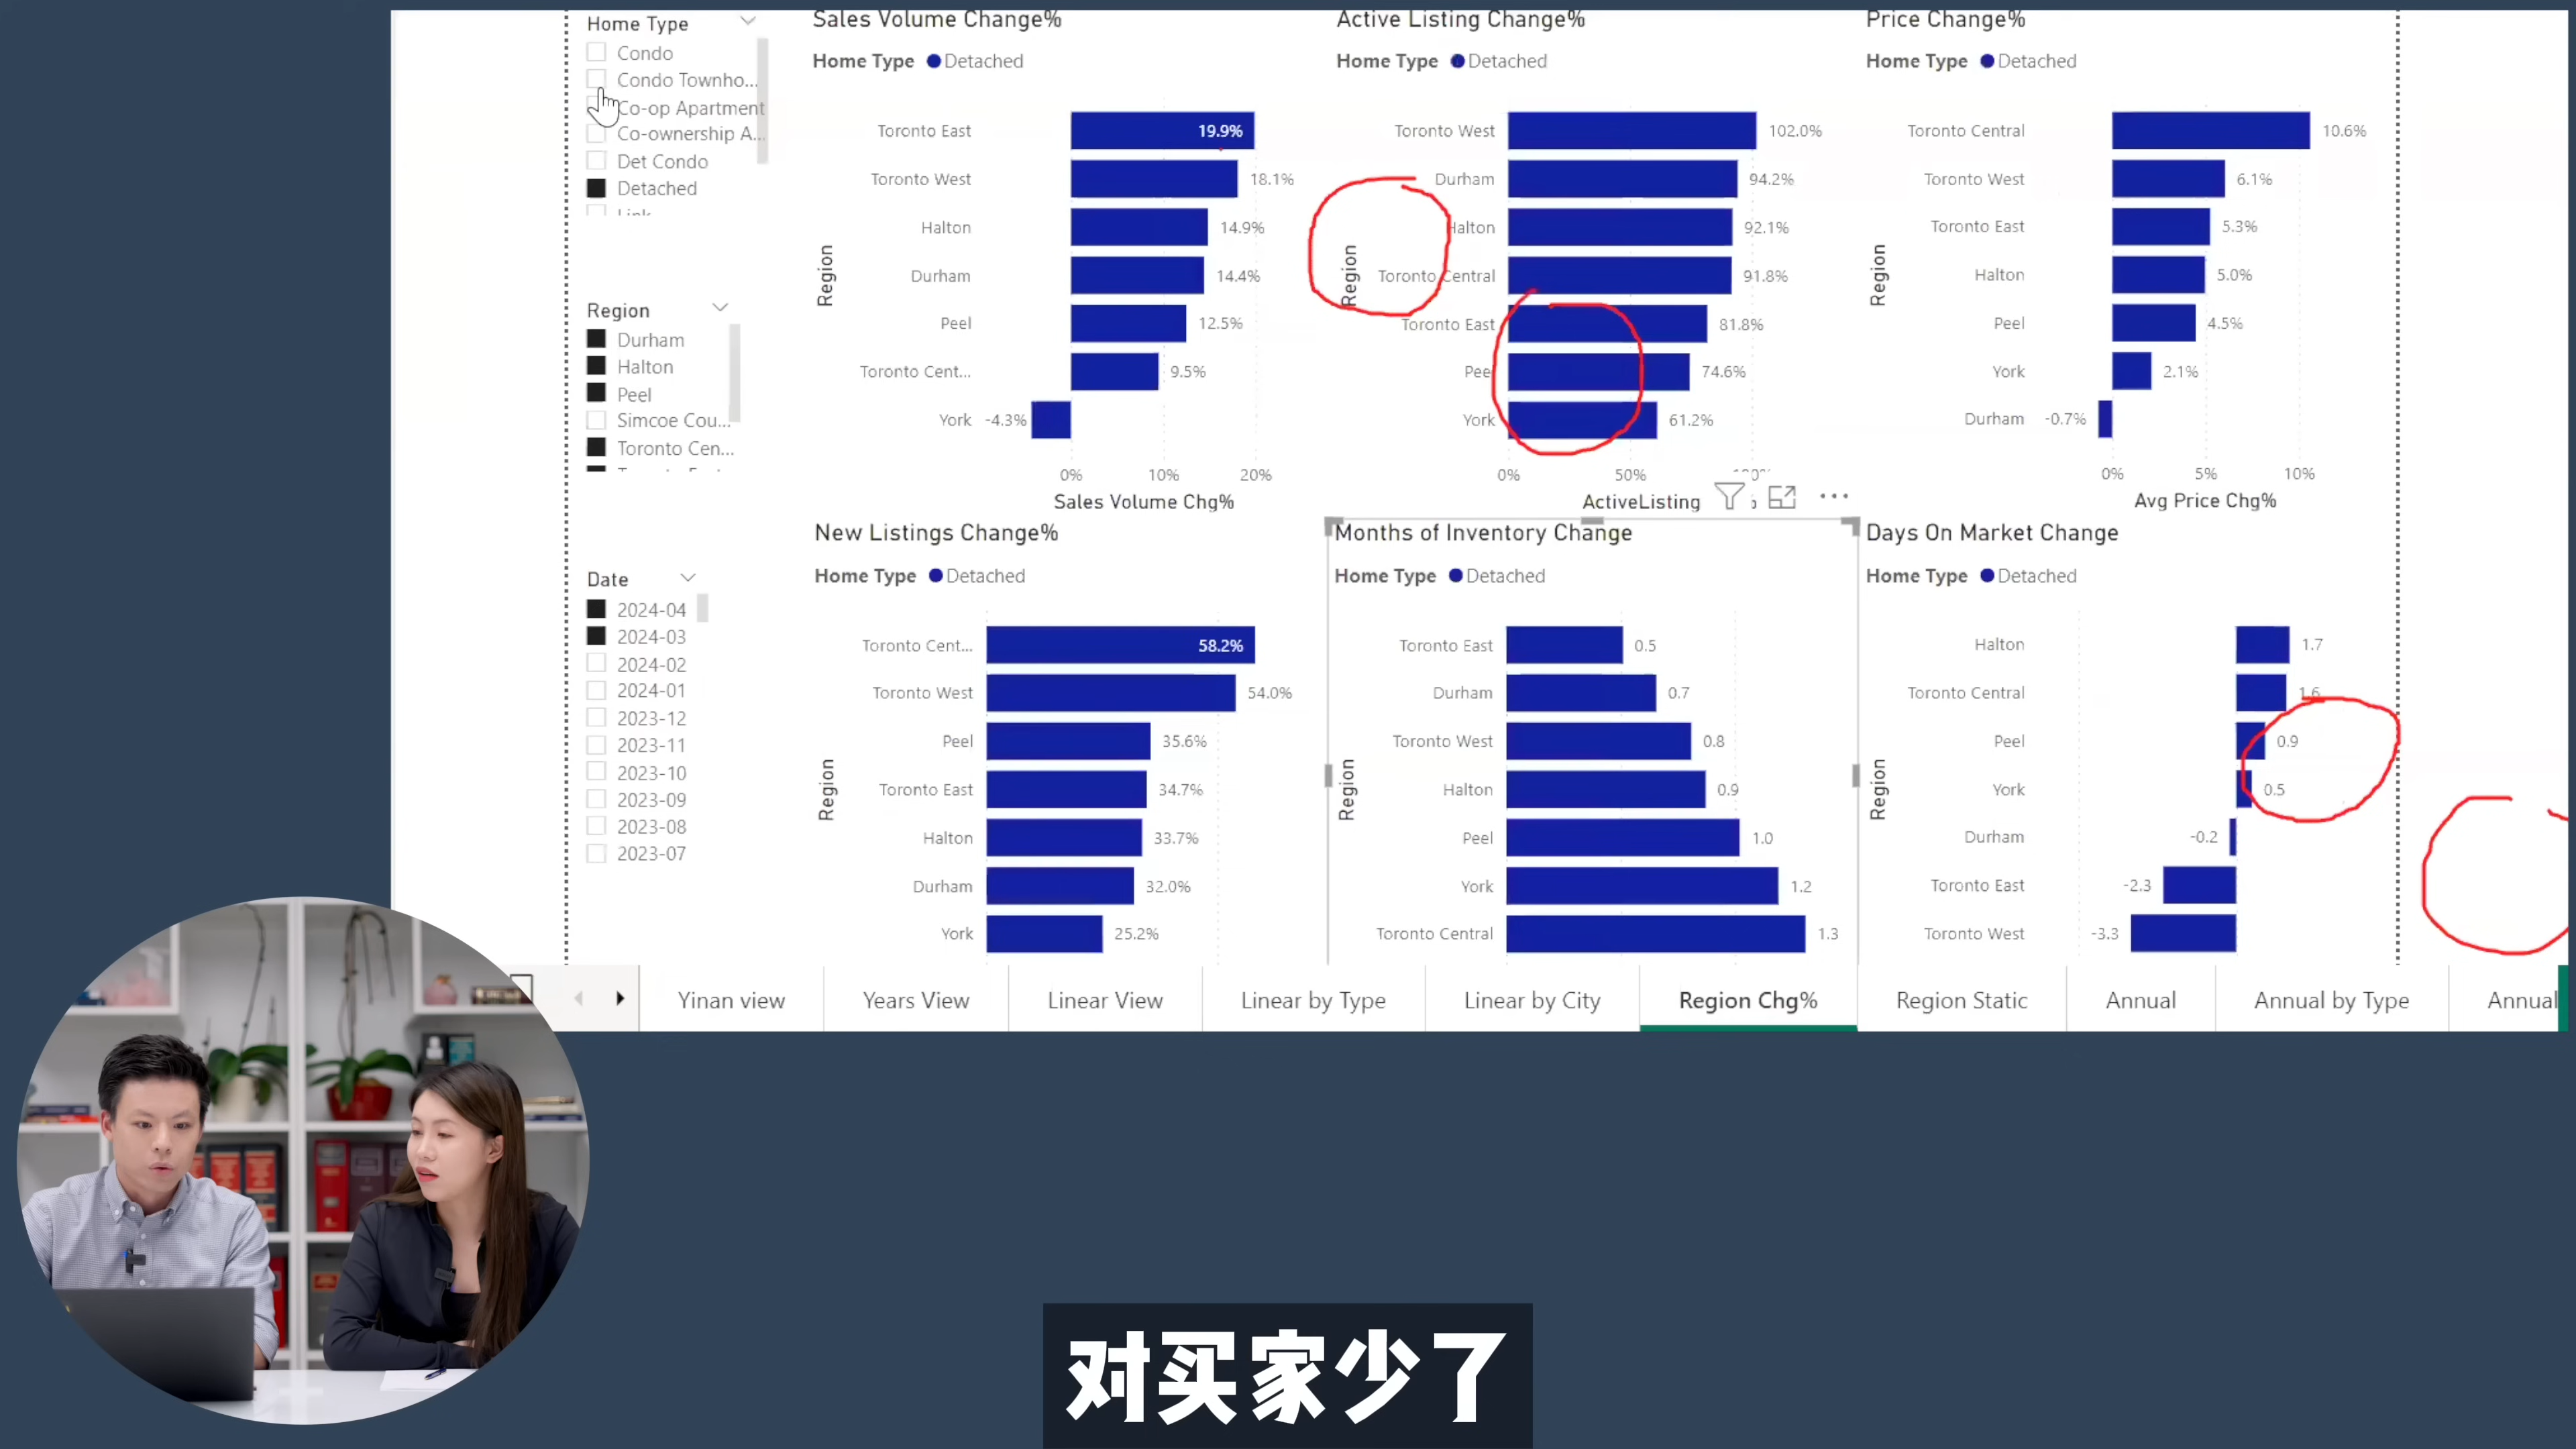 Home Type
Condo
Condo Townho...
Co-op Apartment
Co-ownership A...
Det Condo
Detached
Link
Region
Durham
Halton
Peel
Simcoe Cou...
Toronto Cen...
Date
2024-04
2024-03
2024-02
2024-01
2023-12
2023-11
2023-10
2023-09
2023-08
2023-07
Sales Volume Change%
Home Type Detached
Region
Toronto East 19.9%
Toronto West 18.1%
Halton 14.9%
Durham 14.4%
Peel 12.5%
Toronto Cent... 9.5%
York -4.3%
0% 10% 20%
Sales Volume Chg%
Active Listing Change%
Home Type Detached
Region
Toronto West 102.0%
Durham 94.2%
Halton 92.1%
Toronto Central 91.8%
Toronto East 81.8%
Peel 74.6%
York 61.2%
0% 50% 100%
ActiveListing
Price Change%
Home Type Detached
Region
Toronto Central 10.6%
Toronto West 6.1%
Toronto East 5.3%
Halton 5.0%
Peel 4.5%
York 2.1%
Durham -0.7%
0% 5% 10%
Avg Price Chg%
New Listings Change%
Home Type Detached
Region
Toronto Cent... 58.2%
Toronto West 54.0%
Peel 35.6%
Toronto East 34.7%
Halton 33.7%
Durham 32.0%
York 25.2%
Months of Inventory Change
Home Type Detached
Region
Toronto East 0.5
Durham 0.7
Toronto West 0.8
Halton 0.9
Peel 1.0
York 1.2
Toronto Central 1.3
Days On Market Change
Home Type Detached
Region
Halton 1.7
Toronto Central 1.6
Peel 0.9
York 0.5
Durham -0.2
Toronto East -2.3
Toronto West -3.3
Yinan view Years View Linear View Linear by Type Linear by City Region Chg% Region Static Annual Annual by Type Annual
对买家少了